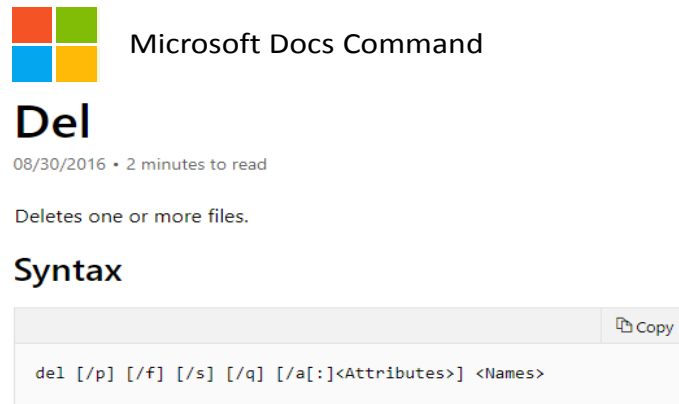 Microsoft Docs Command
Del
08/30/2016 • 2 minutes to read
Deletes one or more files.
Syntax
Copy
del [/p] [/f] [/s] [/q] [/a[:]<Attributes>] <Names>